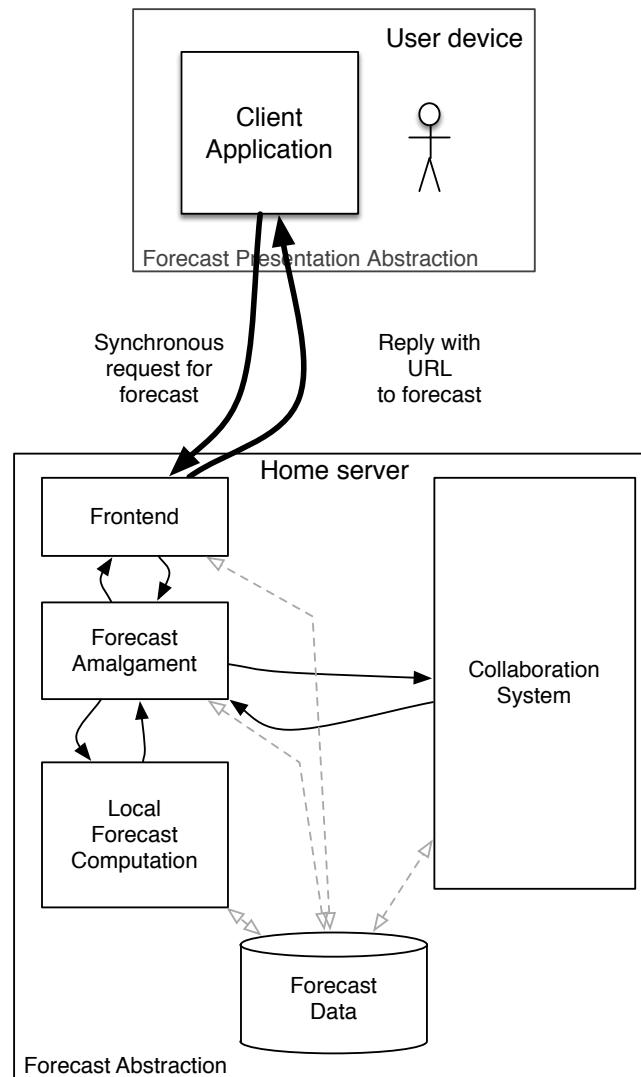 User device
Client
Application
Forecast Presentation Abstraction
Synchronous
request for
forecast
Reply with
URL
to forecast
Home server
Frontend
Forecast
Amalgament
Collaboration
System
Local
Forecast
Computation
Forecast
Data
Forecast Abstraction